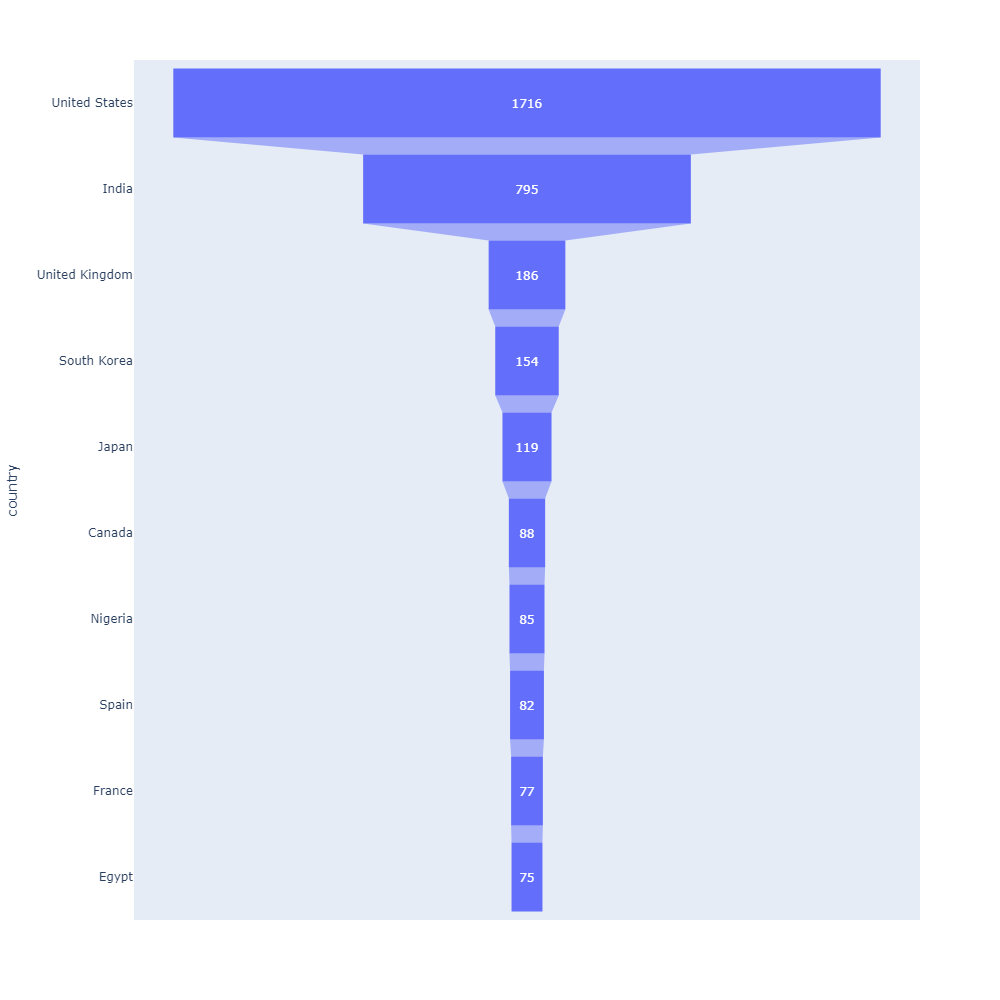 country
United States 1716
India 795
United Kingdom 186
South Korea 154
Japan 119
Canada 88
Nigeria 85
Spain 82
France 77
Egypt 75